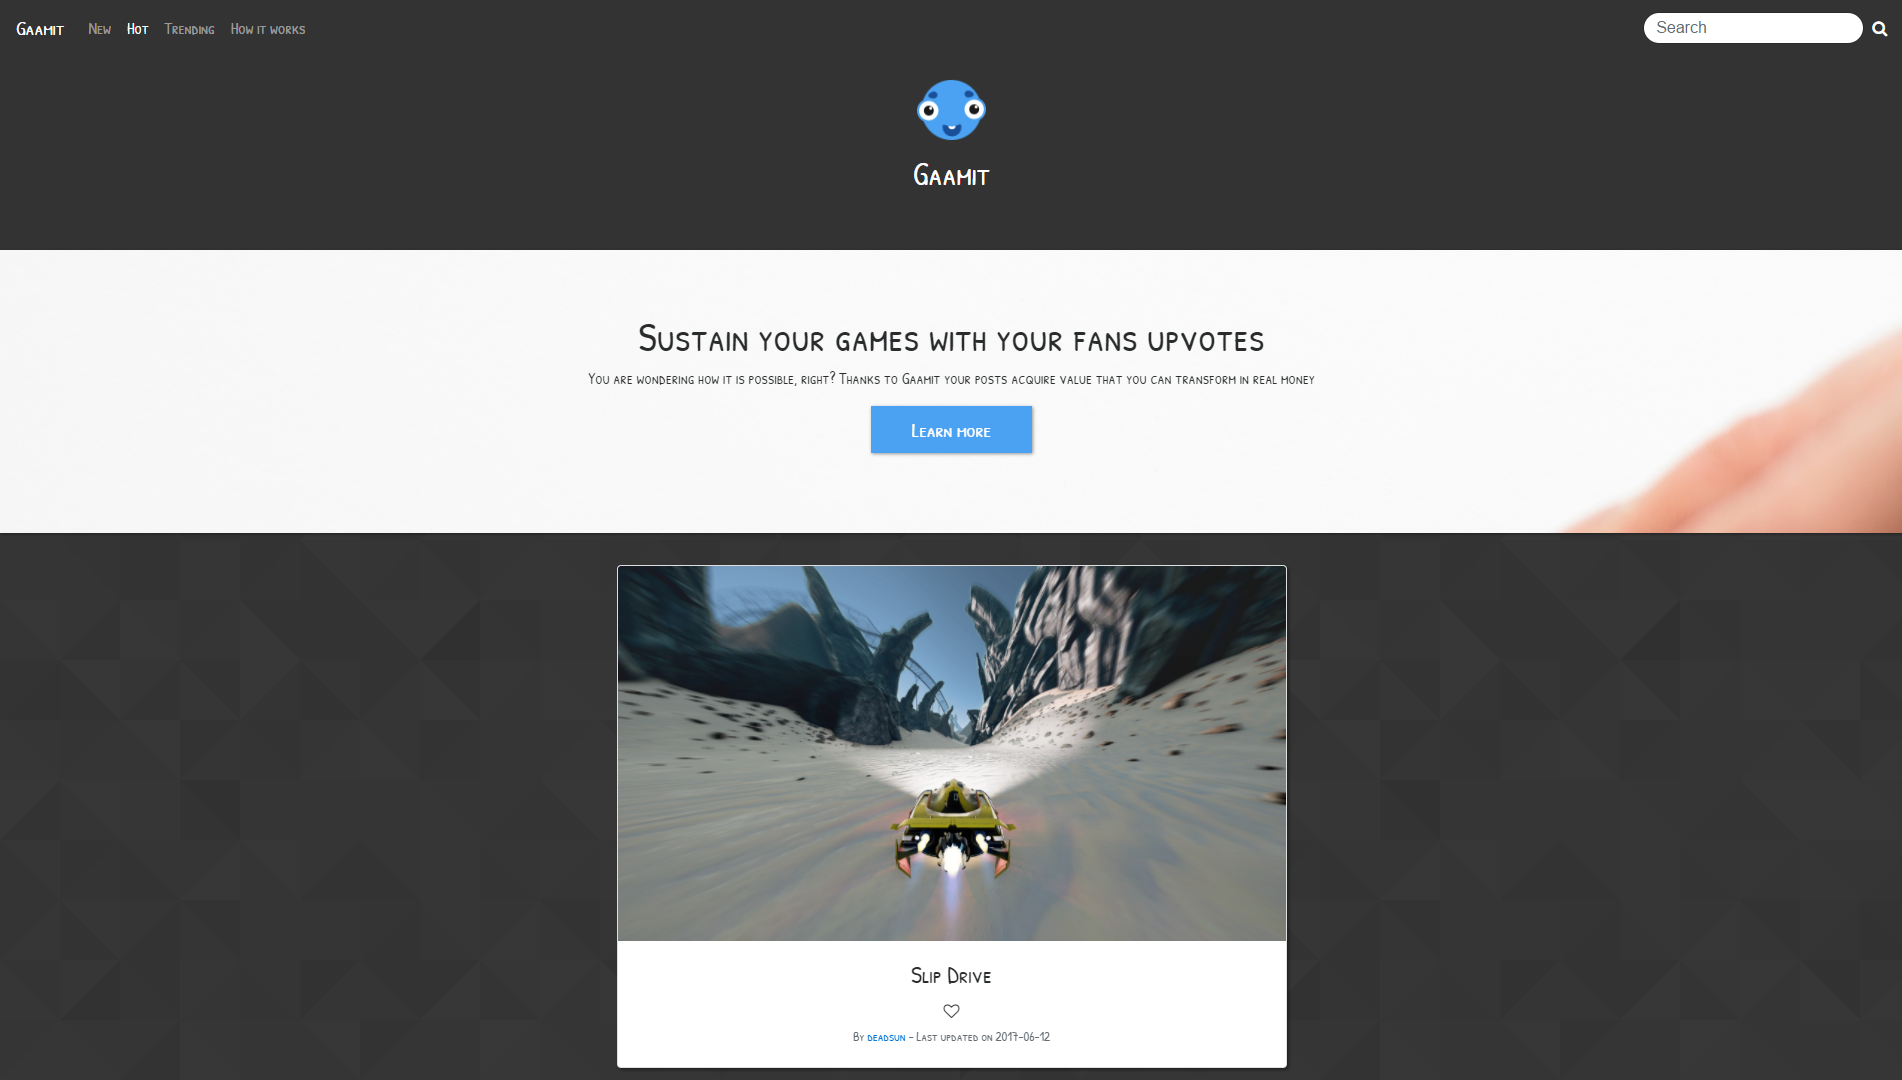 Gaamit New Hot Trending How it works Search
Gaamit
Sustain your games with your fans upvotes
You are wondering how it is possible, right? Thanks to Gaamit your posts acquire value that you can transform in real money
Learn more
Slip Drive
By deadsun - Last updated on 2017-06-12